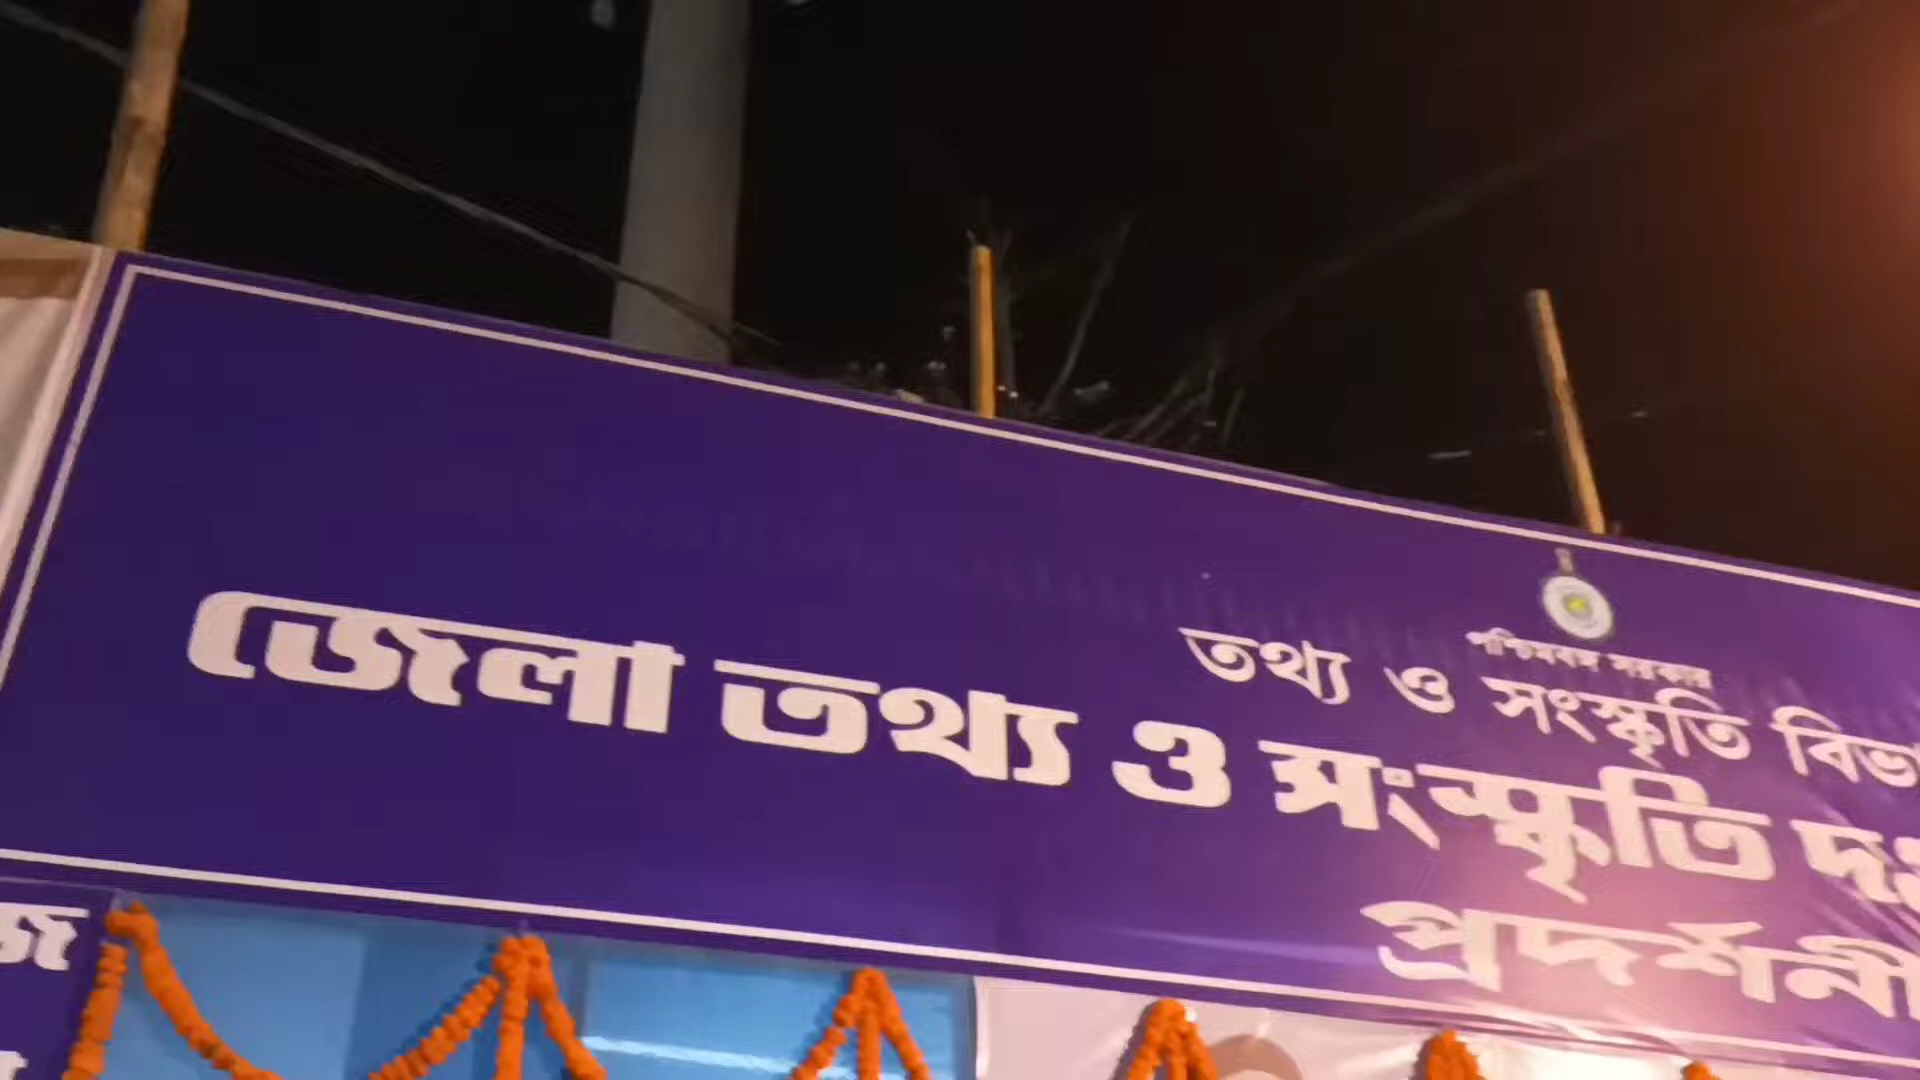 পশ্চিমবঙ্গ সরকার
তথ্য ও সংস্কৃতি
জেলা তথ্য ও সংস্কৃতি
প্রদর্শনী